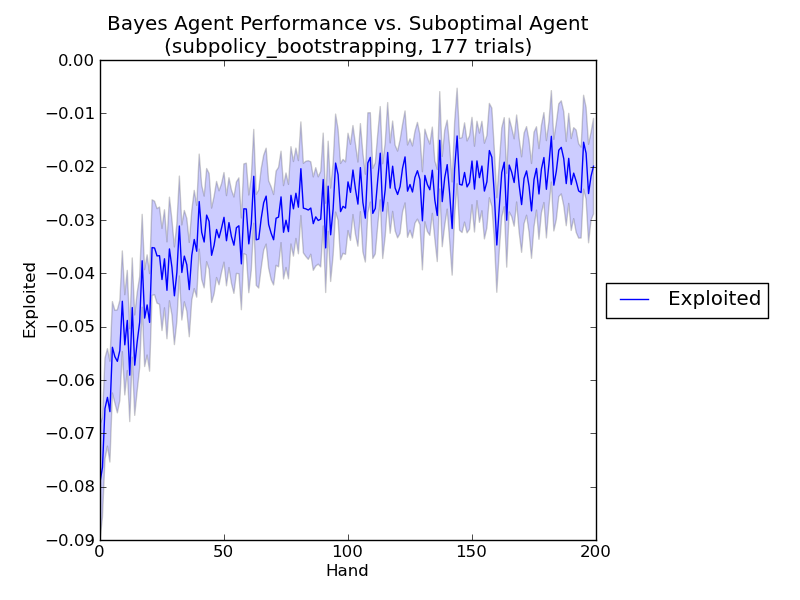 Bayes Agent Performance vs. Suboptimal Agent
(subpolicy_bootstrapping, 177 trials)
0.00
−0.01
−0.02
−0.03
−0.04
−0.05
−0.06
−0.07
−0.08
−0.09
Exploited
0 50 100 150 200
Hand
Exploited